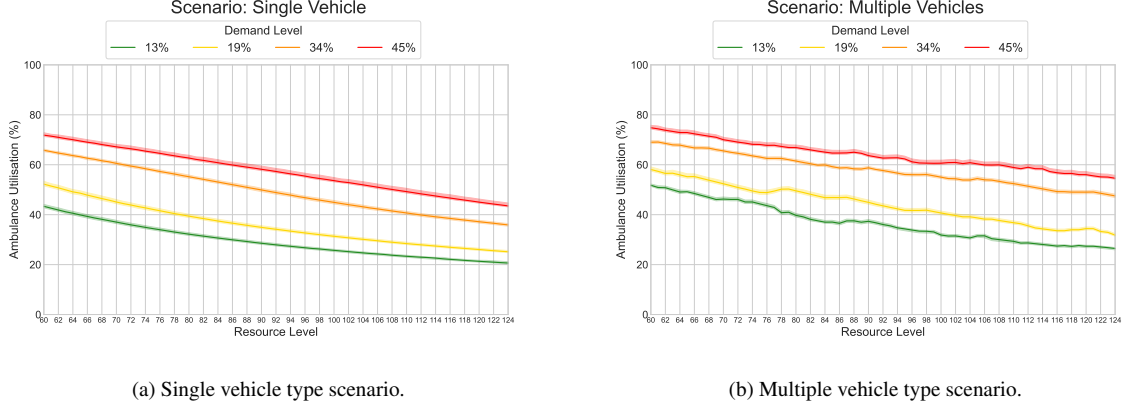 Scenario: Single Vehicle
Demand Level
13% 19% 34% 45%
Ambulance Utilisation (%)
100
80
60
40
20
0
60 62 64 66 68 70 72 74 76 78 80 82 84 86 88 90 92 94 96 98 100 102 104 106 108 110 112 114 116 118 120 122 124
Resource Level
(a) Single vehicle type scenario.
Scenario: Multiple Vehicles
Demand Level
13% 19% 34% 45%
Ambulance Utilisation (%)
100
80
60
40
20
0
60 62 64 66 68 70 72 74 76 78 80 82 84 86 88 90 92 94 96 98 100 102 104 106 108 110 112 114 116 118 120 122 124
Resource Level
(b) Multiple vehicle type scenario.